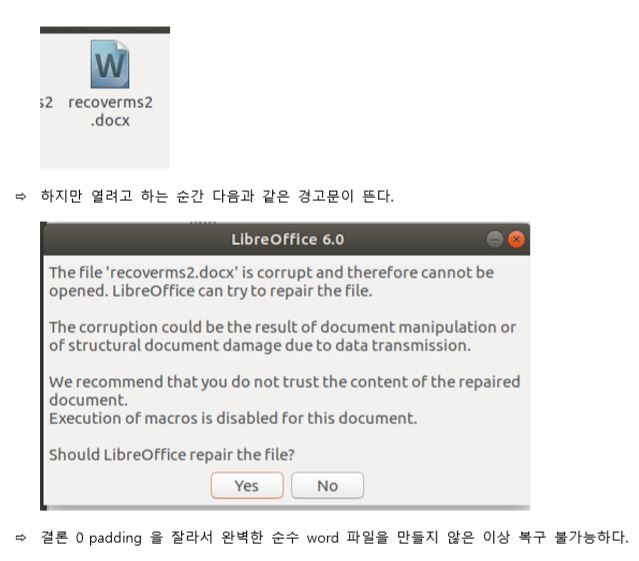 s2 recoverms2
.docx
⇨ 하지만 열려고 하는 순간 다음과 같은 경고문이 뜬다.
LibreOffice 6.0
The file 'recoverms2.docx' is corrupt and therefore cannot be
opened. LibreOffice can try to repair the file.
The corruption could be the result of document manipulation or
of structural document damage due to data transmission.
We recommend that you do not trust the content of the repaired
document.
Execution of macros is disabled for this document.
Should LibreOffice repair the file?
Yes No
⇨ 결론 0 padding 을 잘라서 완벽한 순수 word 파일을 만들지 않은 이상 복구 불가능하다.